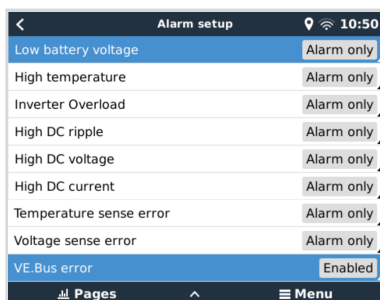 Alarm setup 10:50
Low battery voltage Alarm only
High temperature Alarm only
Inverter Overload Alarm only
High DC ripple Alarm only
High DC voltage Alarm only
High DC current Alarm only
Temperature sense error Alarm only
Voltage sense error Alarm only
VE.Bus error Enabled
Pages Menu